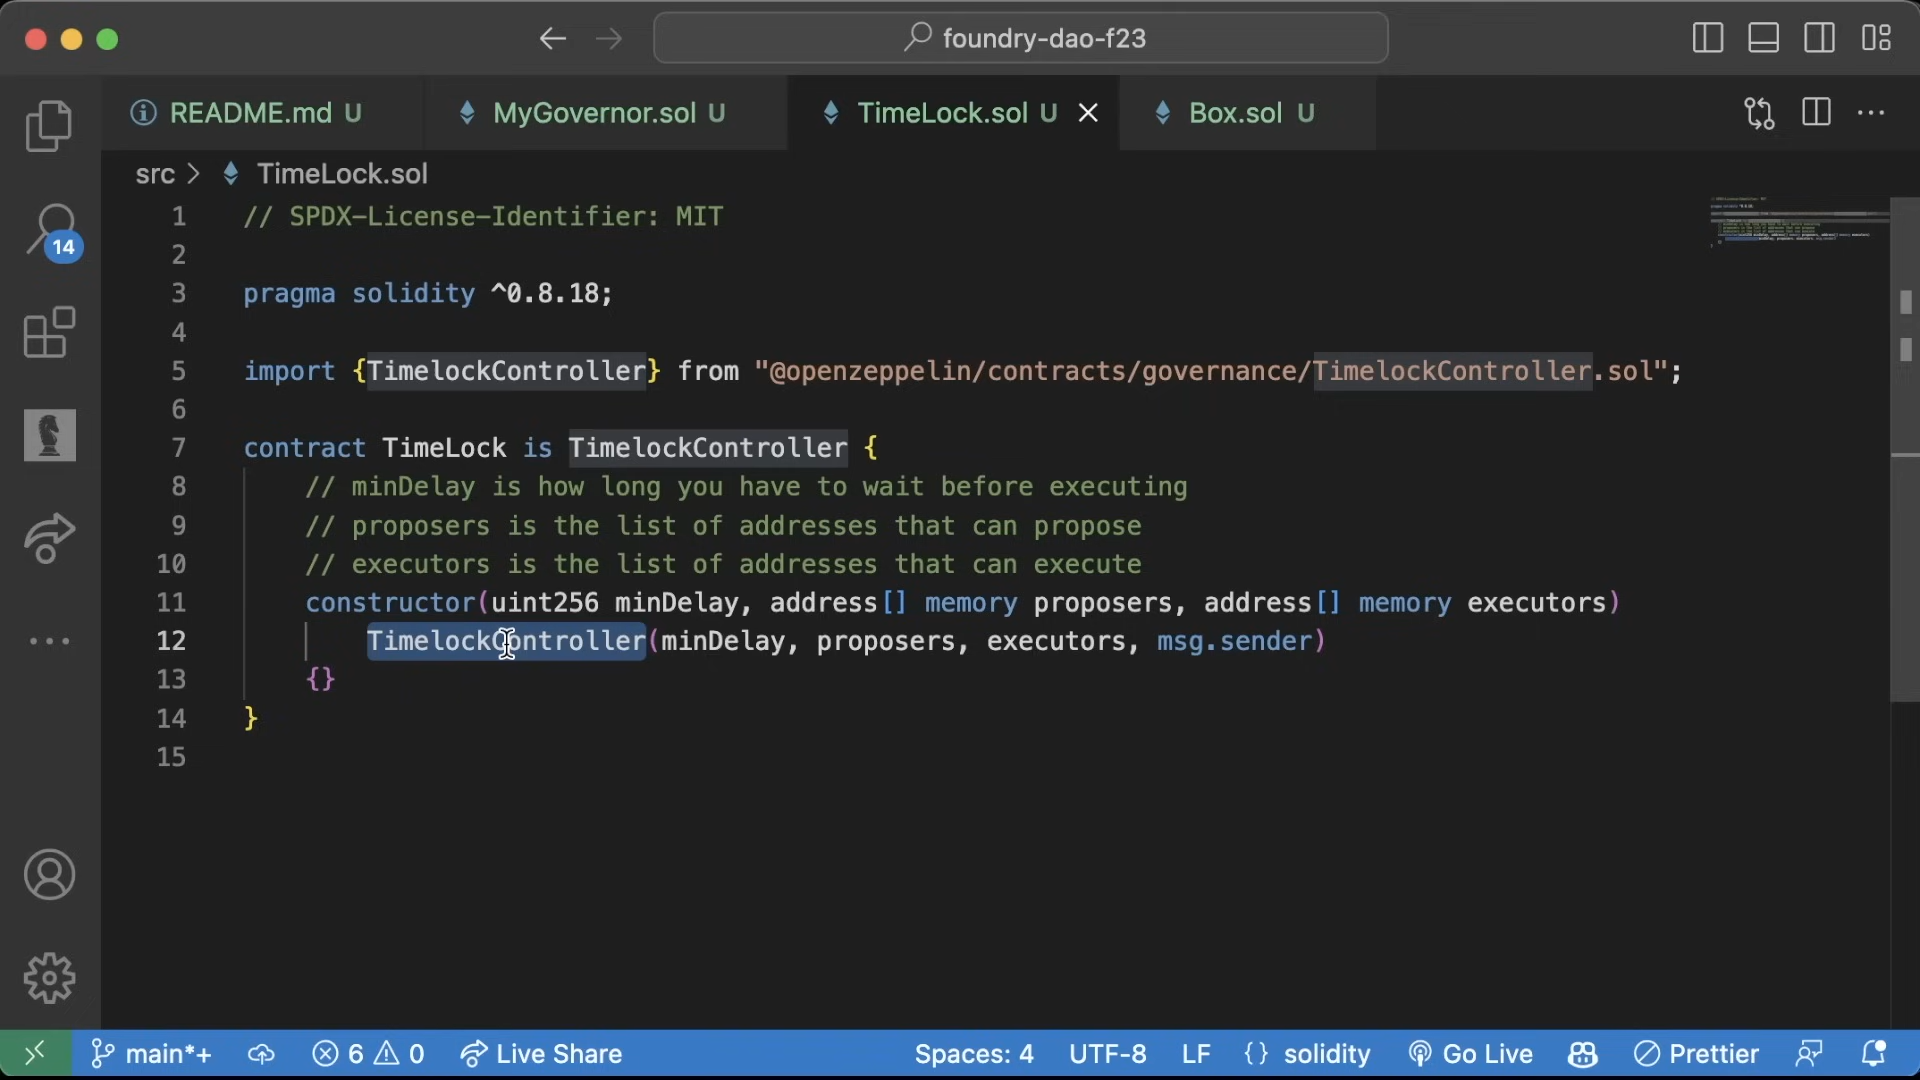 foundry-dao-f23
README.md U
MyGovernor.sol U
TimeLock.sol U
Box.sol U
src > TimeLock.sol
14
1 // SPDX-License-Identifier: MIT
2
3 pragma solidity ^0.8.18;
4
5 import {TimelockController} from "@openzeppelin/contracts/governance/TimelockController.sol";
6
7 contract TimeLock is TimelockController {
8 // minDelay is how long you have to wait before executing
9 // proposers is the list of addresses that can propose
10 // executors is the list of addresses that can execute
11 constructor(uint256 minDelay, address[] memory proposers, address[] memory executors)
12 TimelockController(minDelay, proposers, executors, msg.sender)
13 {}
14 }
15
main*+ 6 0 Live Share Spaces: 4 UTF-8 LF {} solidity Go Live Prettier